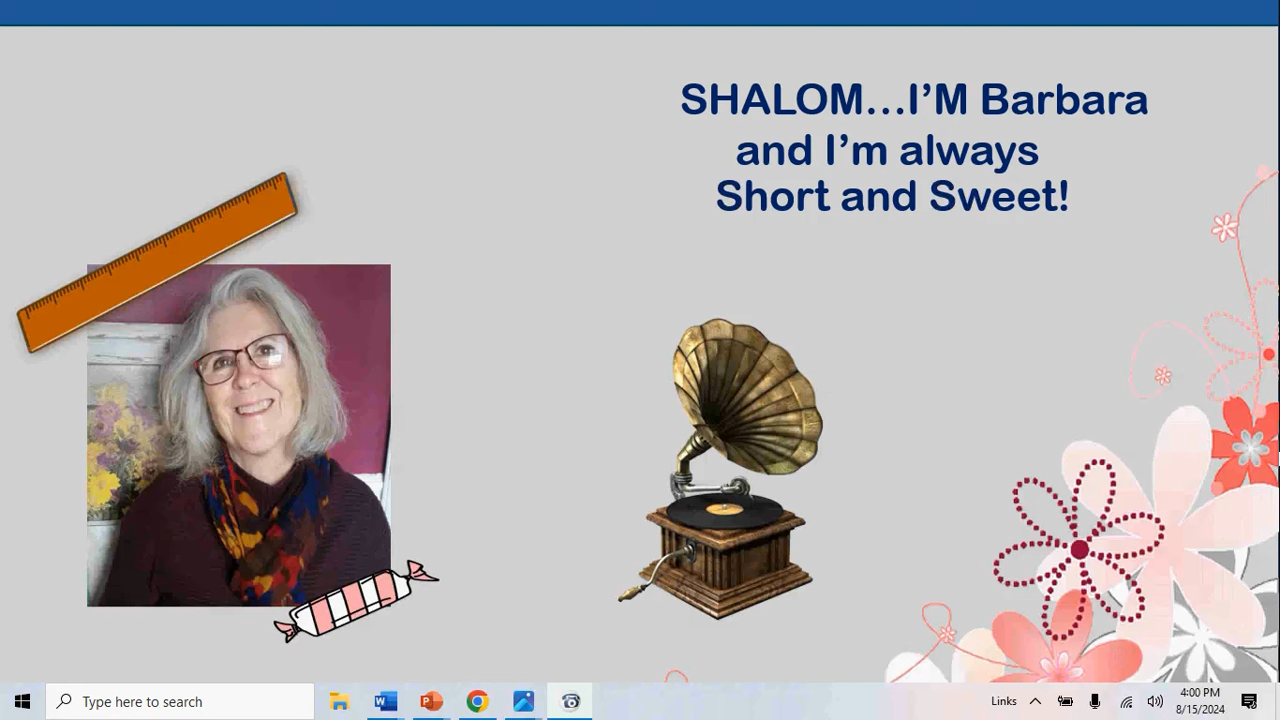 SHALOM...I'M Barbara
and I'm always
Short and Sweet!
Type here to search
Links
4:00 PM
8/15/2024